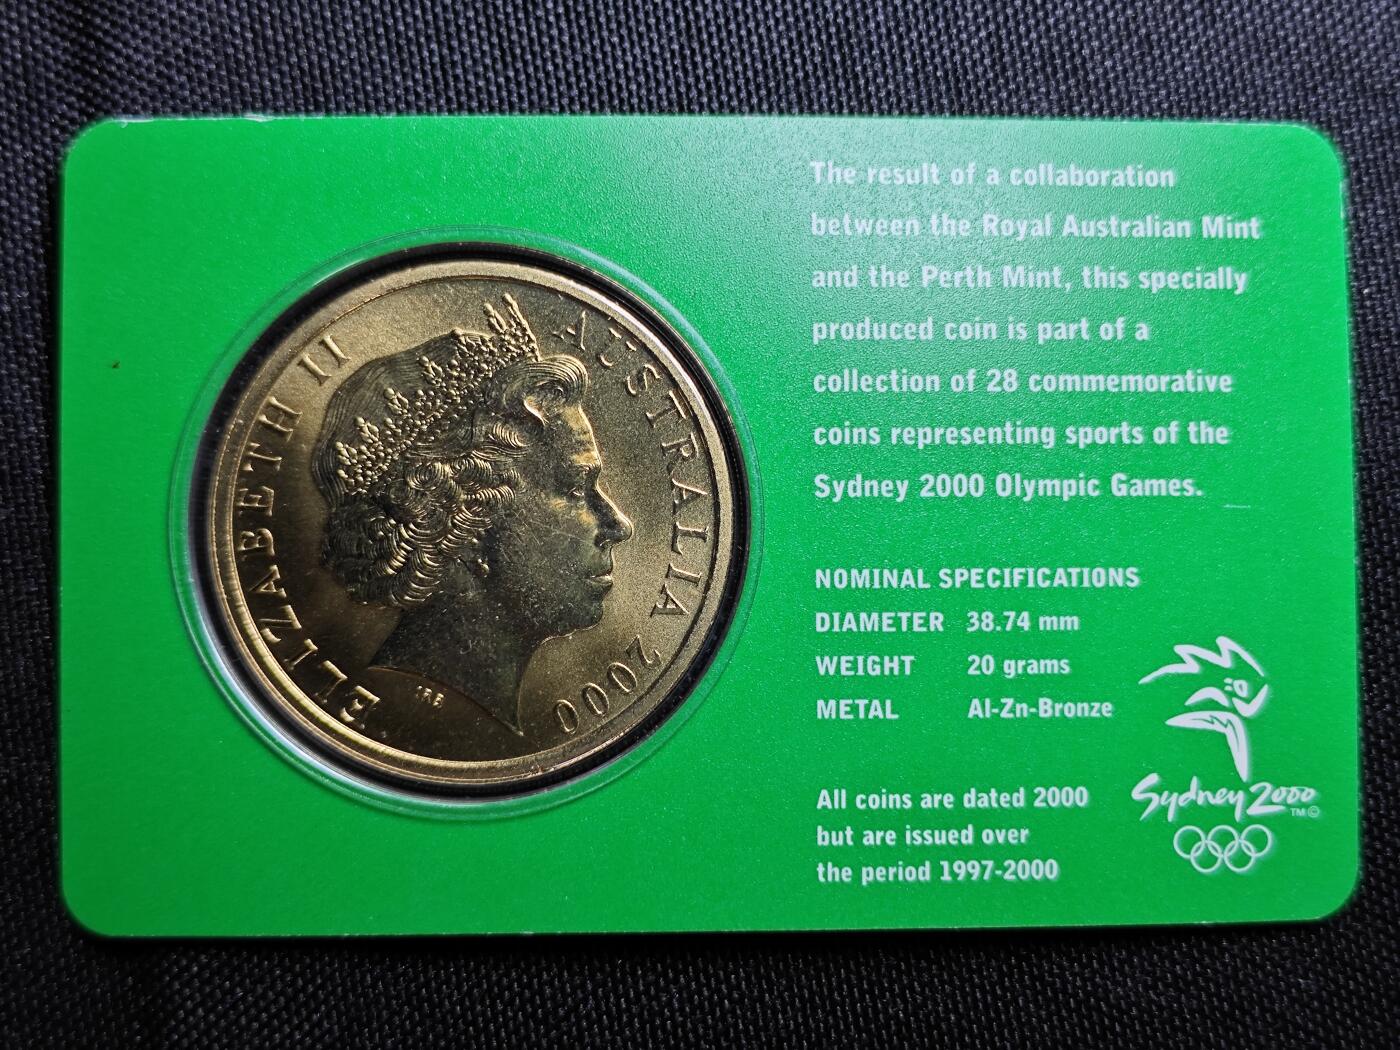 ELIZABETH II
AUSTRALIA 2000
IRB
The result of a collaboration
between the Royal Australian Mint
and the Perth Mint, this specially
produced coin is part of a
collection of 28 commemorative
coins representing sports of the
Sydney 2000 Olympic Games.
NOMINAL SPECIFICATIONS
DIAMETER 38.74 mm
WEIGHT 20 grams
METAL Al-Zn-Bronze
All coins are dated 2000
but are issued over
the period 1997-2000
Sydney 2000
TM ©